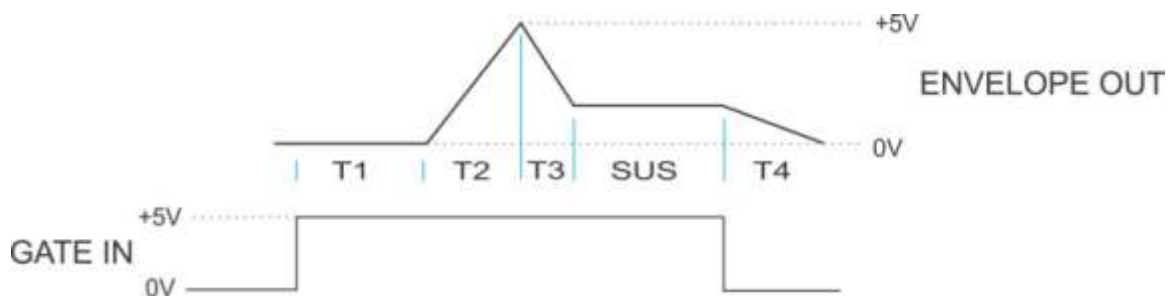 +5V
ENVELOPE OUT
0V
T1 T2 T3 SUS T4
+5V
GATE IN
0V